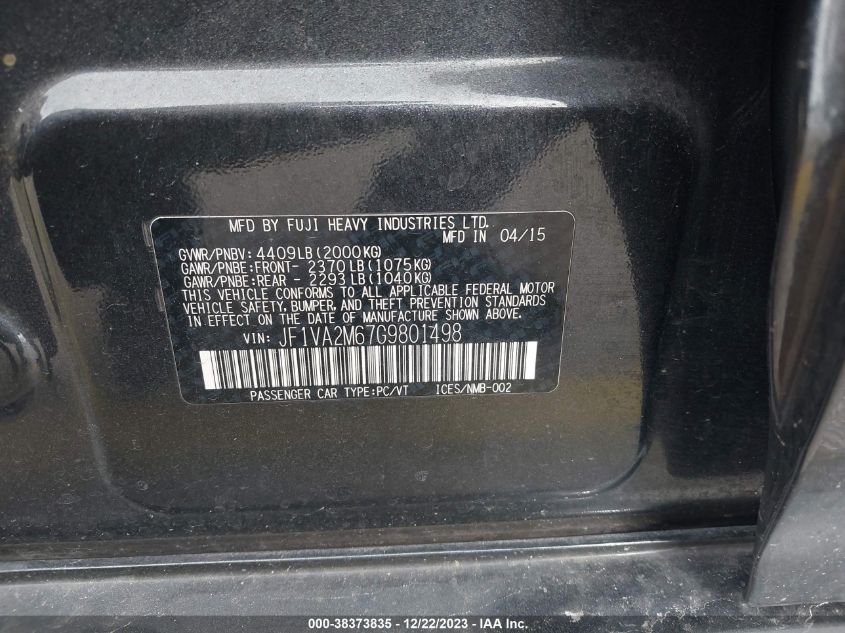 MFD BY FUJI HEAVY INDUSTRIES LTD.
MFD IN 04/15
GVWR/PNBV: 4409LB(2000KG)
GAWR/PNBE:FRONT- 2370LB(1075KG)
GAWR/PNBE:REAR - 2293LB(1040KG)
THIS VEHICLE CONFORMS TO ALL APPLICABLE FEDERAL MOTOR
VEHICLE SAFETY, BUMPER, AND THEFT PREVENTION STANDARDS
IN EFFECT ON THE DATE OF MANUFACTURE SHOWN ABOVE.
VIN: JF1VA2M67G9801498
PASSENGER CAR TYPE:PC/VT ICES/NMB-002
000-38373835 - 12/22/2023 - ©IAA Inc.